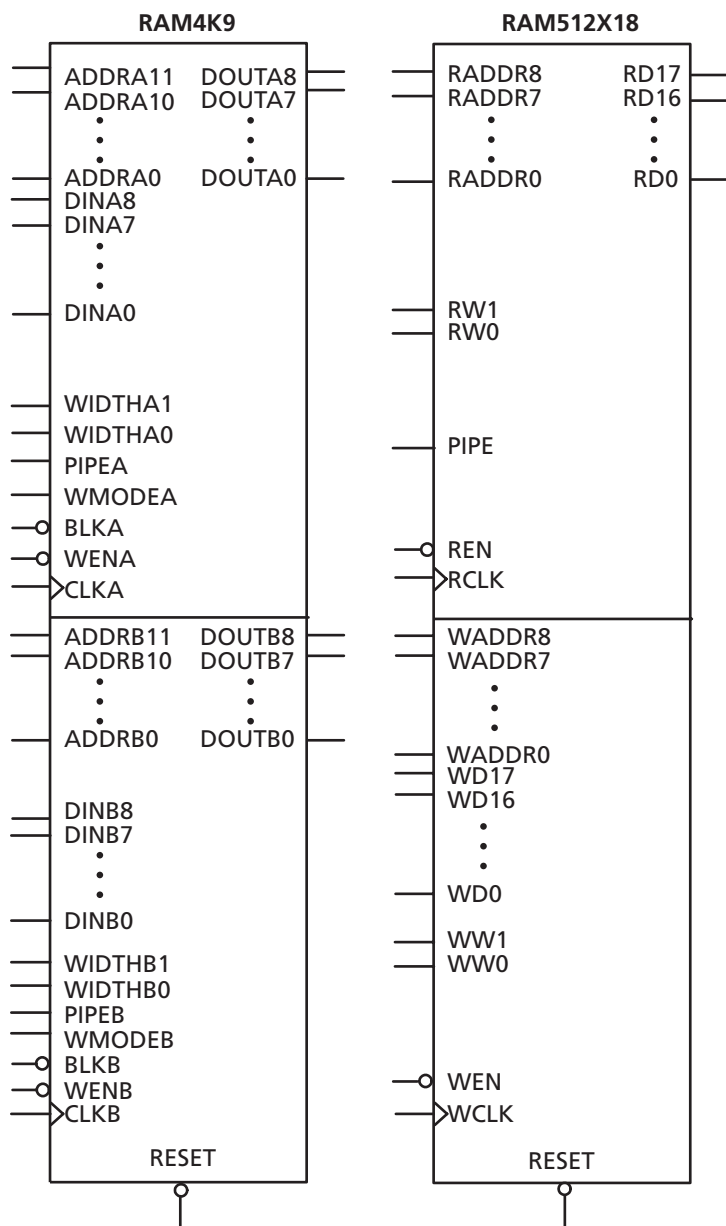 RAM4K9
ADDRA11 DOUTA8
ADDRA10 DOUTA7
ADDRA0 DOUTA0
DINA8
DINA7
DINA0
WIDTHA1
WIDTHA0
PIPEA
WMODEA
BLKA
WENA
CLKA
ADDRB11 DOUTB8
ADDRB10 DOUTB7
ADDRB0 DOUTB0
DINB8
DINB7
DINB0
WIDTHB1
WIDTHB0
PIPEB
WMODEB
BLKB
WENB
CLKB
RESET
RAM512X18
RADDR8 RD17
RADDR7 RD16
RADDR0 RD0
RW1
RW0
PIPE
REN
RCLK
WADDR8
WADDR7
WADDR0
WD17
WD16
WD0
WW1
WW0
WEN
WCLK
RESET